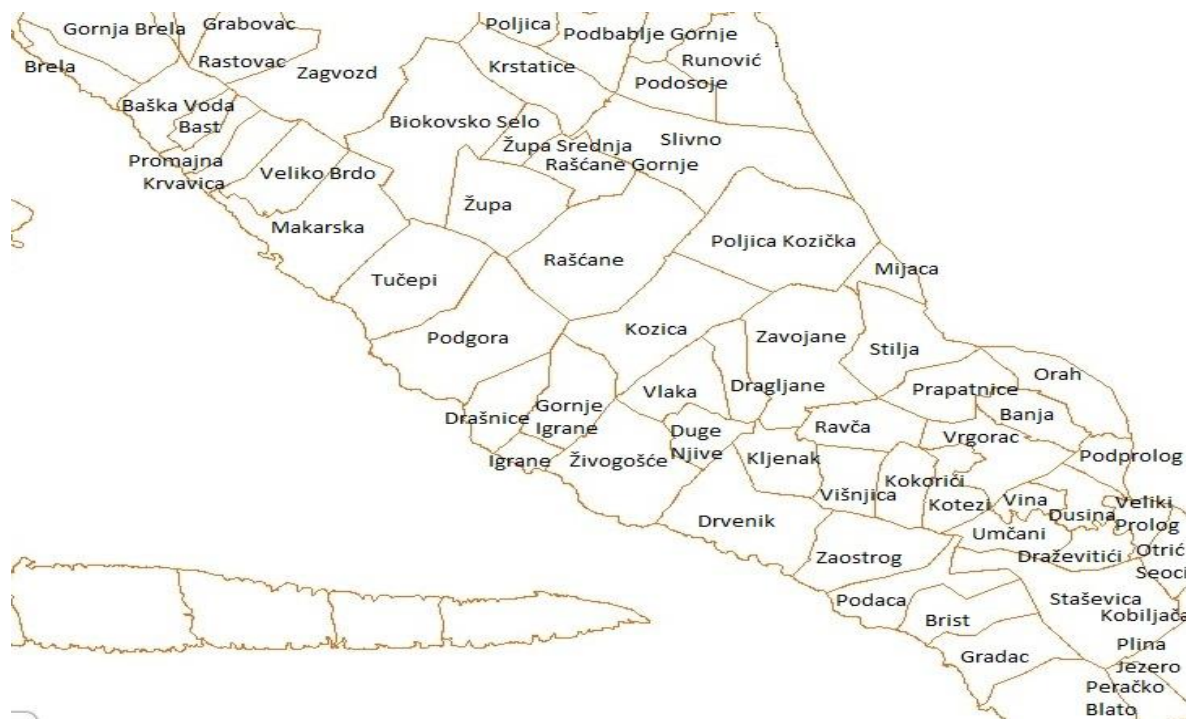 Gornja Brela
Grabovac
Poljica
Podbablje Gornje
Brela
Rastovac
Zagvozd
Krstatice
Runović
Podosoje
Baška Voda
Bast
Biokovsko Selo
Župa Srednja
Slivno
Rašćane Gornje
Promajna
Krvavica
Veliko Brdo
Župa
Makarska
Poljica Kozička
Rašćane
Mijaca
Tučepi
Podgora
Kozica
Zavojane
Stilja
Orah
Vlaka
Dragljane
Prapatnice
Drašnice
Gornje
Igrane
Banja
Ravča
Vrgorac
Duge
Njive
Igrane
Živogošće
Kljenak
Podprolog
Kokorići
Višnjica
Kotezi
Vina
Dusina
Veliki
Prolog
Drvenik
Umčani
Zaostrog
Draževitići
Otrić
Seoci
Podaca
Staševica
Brist
Kobiljača
Gradac
Plina
Jezero
Peračko
Blato